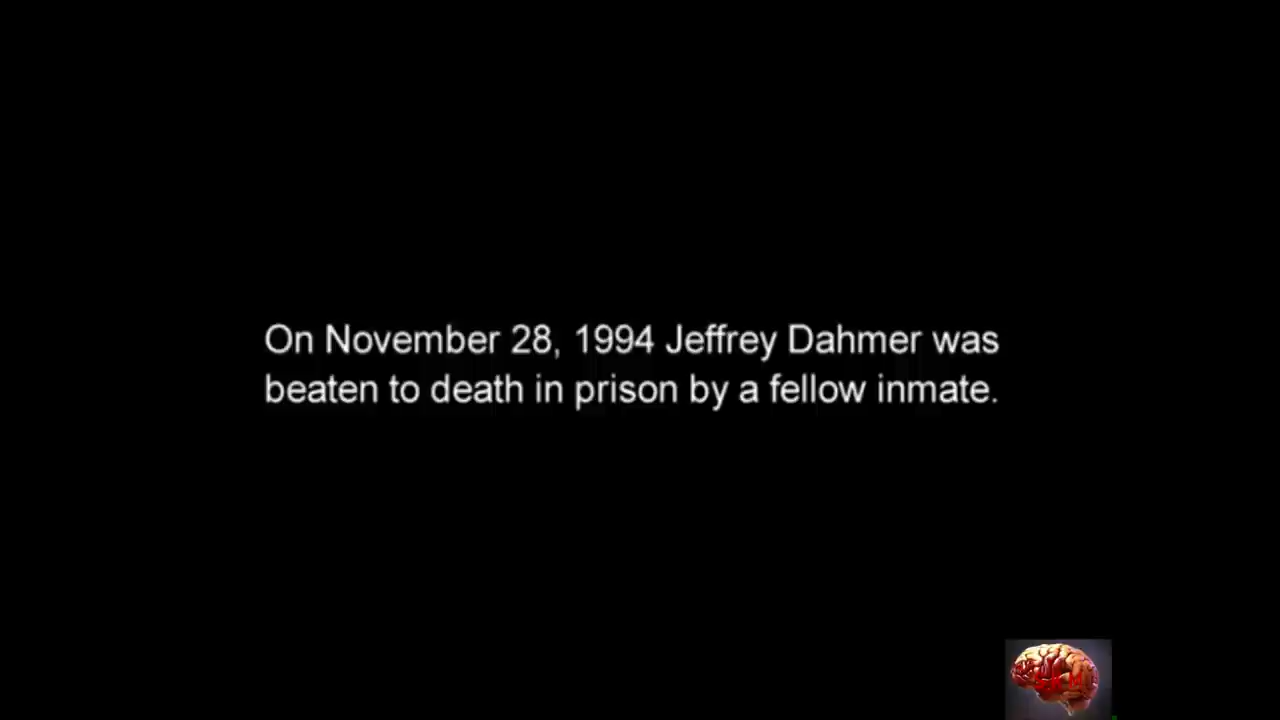 On November 28, 1994 Jeffrey Dahmer was
beaten to death in prison by a fellow inmate.